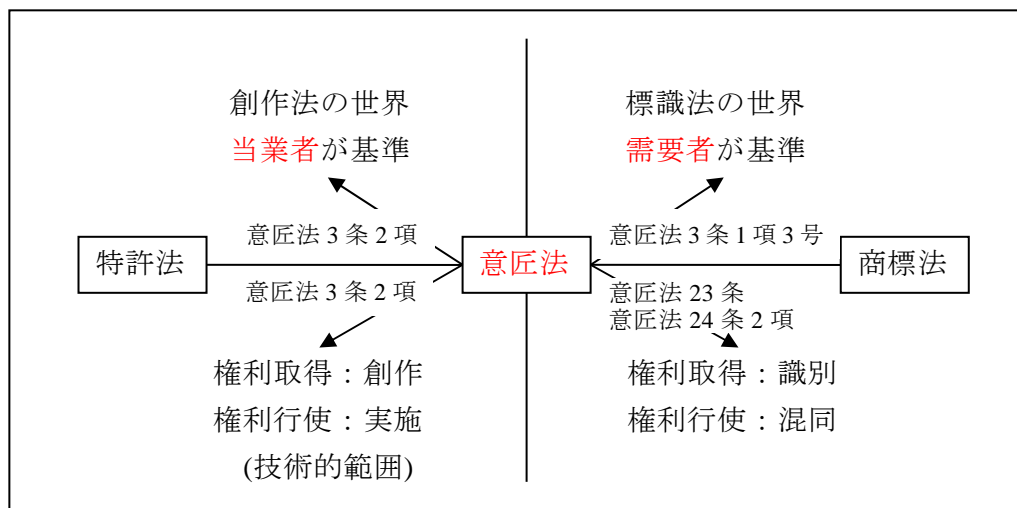 創作法の世界
当業者が基準
標識法の世界
需要者が基準
意匠法 3 条 2 項
意匠法 3 条 1 項 3 号
特許法
意匠法
商標法
意匠法 3 条 2 項
意匠法 23 条
意匠法 24 条 2 項
権利取得：創作
権利行使：実施
(技術的範囲)
権利取得：識別
権利行使：混同